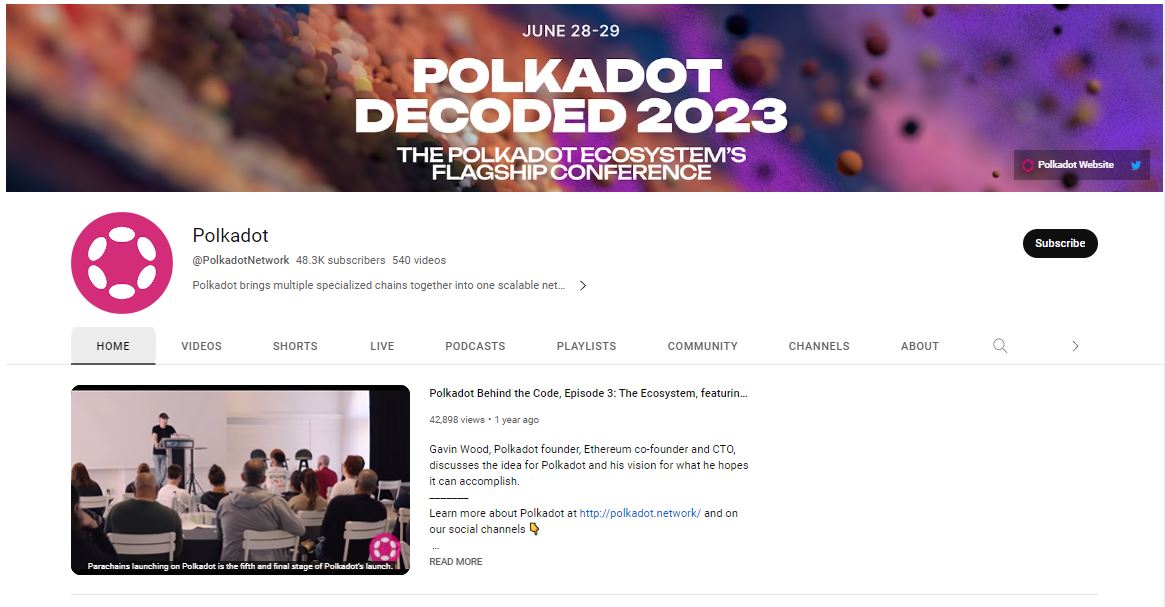 JUNE 28-29
POLKADOT
DECODED 2023
THE POLKADOT ECOSYSTEM'S
FLAGSHIP CONFERENCE
Polkadot Website
Polkadot
@PolkadotNetwork 48.3K subscribers 540 videos
Polkadot brings multiple specialized chains together into one scalable net...
Subscribe
HOME VIDEOS SHORTS LIVE PODCASTS PLAYLISTS COMMUNITY CHANNELS ABOUT
Polkadot Behind the Code, Episode 3: The Ecosystem, featurin...
42,898 views • 1 year ago
Gavin Wood, Polkadot founder, Ethereum co-founder and CTO,
discusses the idea for Polkadot and his vision for what he hopes
it can accomplish.
–––––––
Learn more about Polkadot at http://polkadot.network/ and on
our social channels 👇
...
READ MORE
Parachains launching on Polkadot is the fifth and final stage of Polkadot's launch.